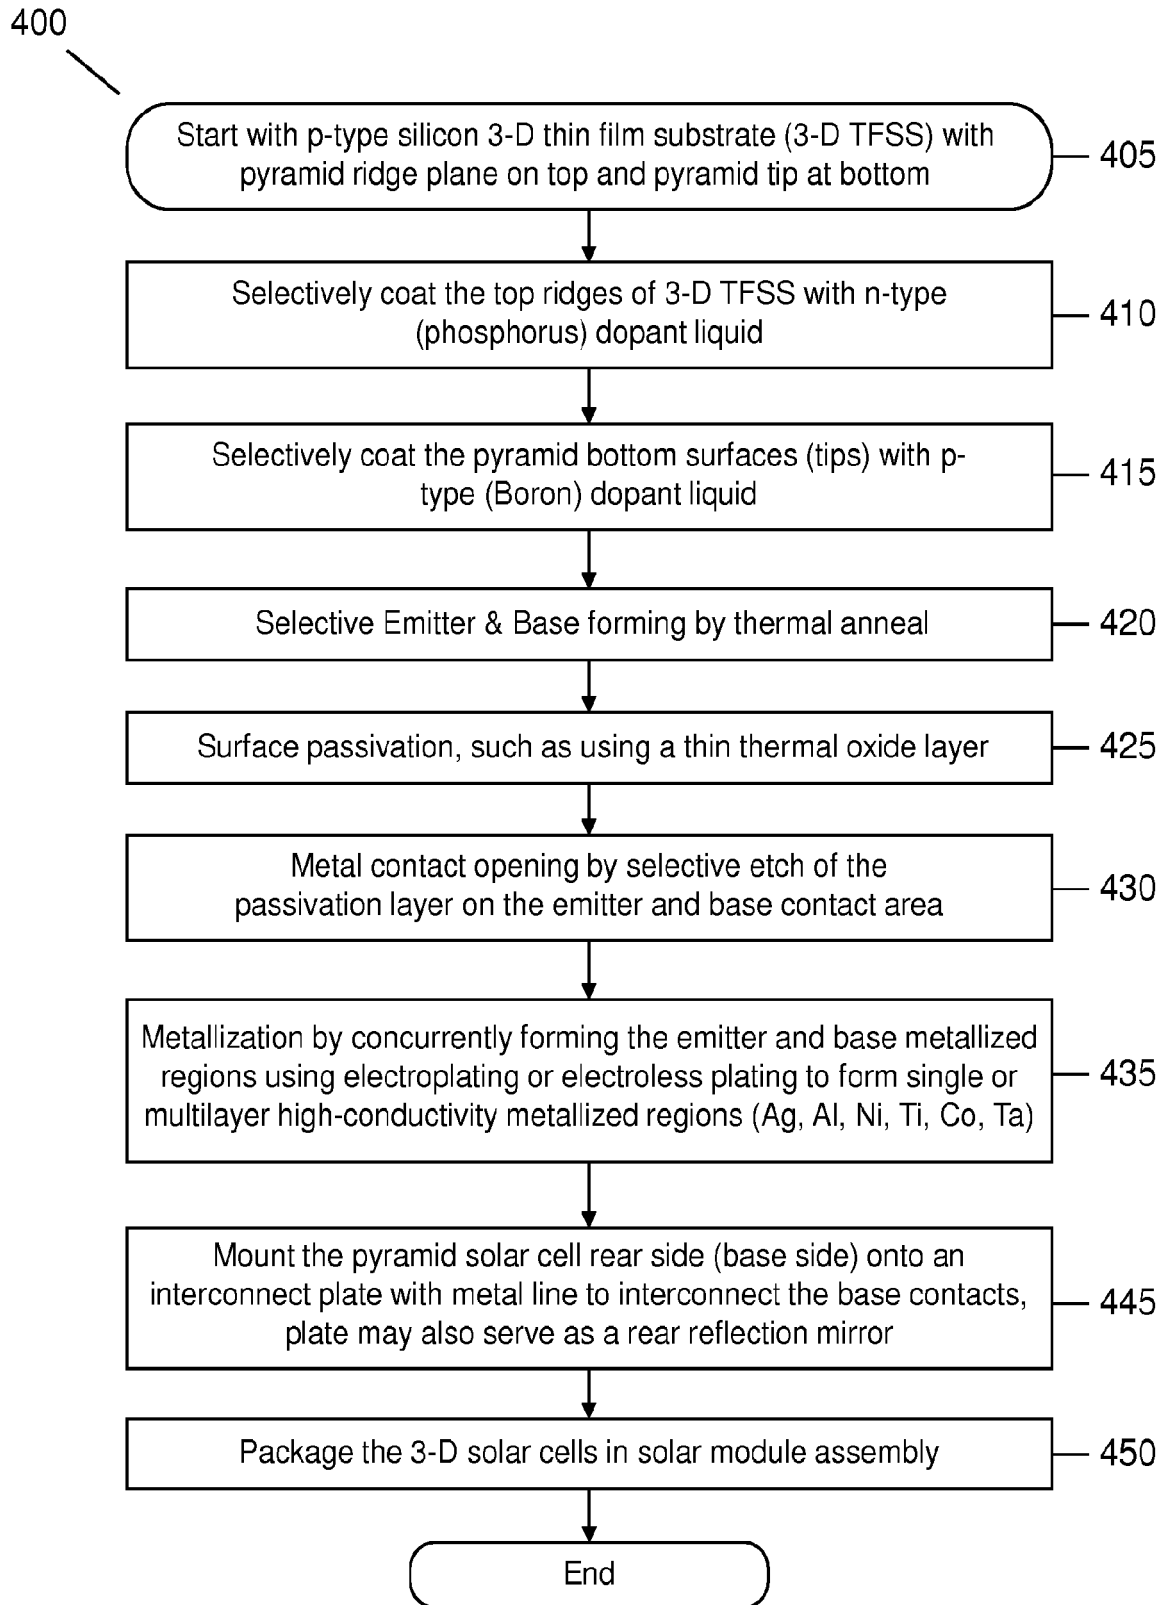 400
Start with p-type silicon 3-D thin film substrate (3-D TFSS) with
pyramid ridge plane on top and pyramid tip at bottom
405
Selectively coat the top ridges of 3-D TFSS with n-type
(phosphorus) dopant liquid
410
Selectively coat the pyramid bottom surfaces (tips) with p-
type (Boron) dopant liquid
415
Selective Emitter & Base forming by thermal anneal
420
Surface passivation, such as using a thin thermal oxide layer
425
Metal contact opening by selective etch of the
passivation layer on the emitter and base contact area
430
Metallization by concurrently forming the emitter and base metallized
regions using electroplating or electroless plating to form single or
multilayer high-conductivity metallized regions (Ag, Al, Ni, Ti, Co, Ta)
435
Mount the pyramid solar cell rear side (base side) onto an
interconnect plate with metal line to interconnect the base contacts,
plate may also serve as a rear reflection mirror
445
Package the 3-D solar cells in solar module assembly
450
End